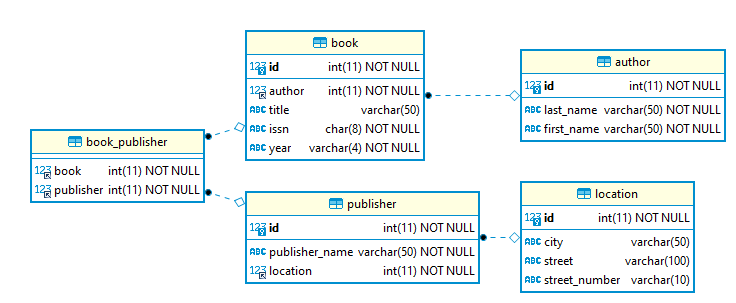 book
123 id int(11) NOT NULL
123 author int(11) NOT NULL
ABC title varchar(50)
ABC issn char(8) NOT NULL
ABC year varchar(4) NOT NULL
author
123 id int(11) NOT NULL
ABC last_name varchar(50) NOT NULL
ABC first_name varchar(50) NOT NULL
book_publisher
123 book int(11) NOT NULL
123 publisher int(11) NOT NULL
publisher
123 id int(11) NOT NULL
ABC publisher_name varchar(50) NOT NULL
123 location int(11) NOT NULL
location
123 id int(11) NOT NULL
ABC city varchar(50)
ABC street varchar(100)
ABC street_number varchar(10)